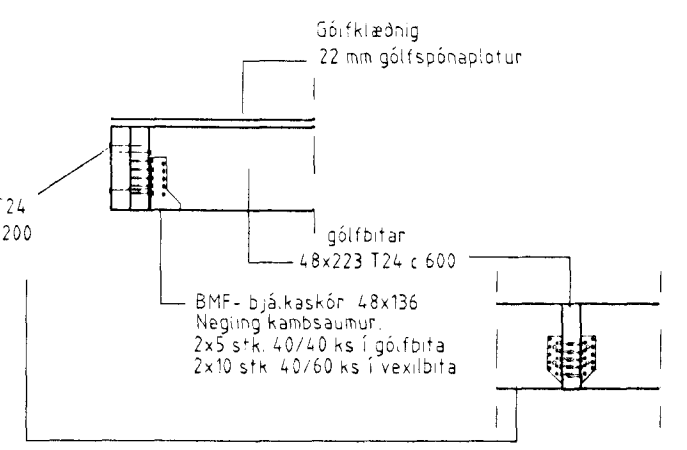 Gólfklæðnig
22 mm gólfspónaplötur
T24
200
gólfbitar
48x223 T24 c 600
BMF- bjálkaskór 48x136
Negling kambsaumur.
2x5 stk. 40/40 ks í gólfbita
2x10 stk 40/60 ks í vexilbita